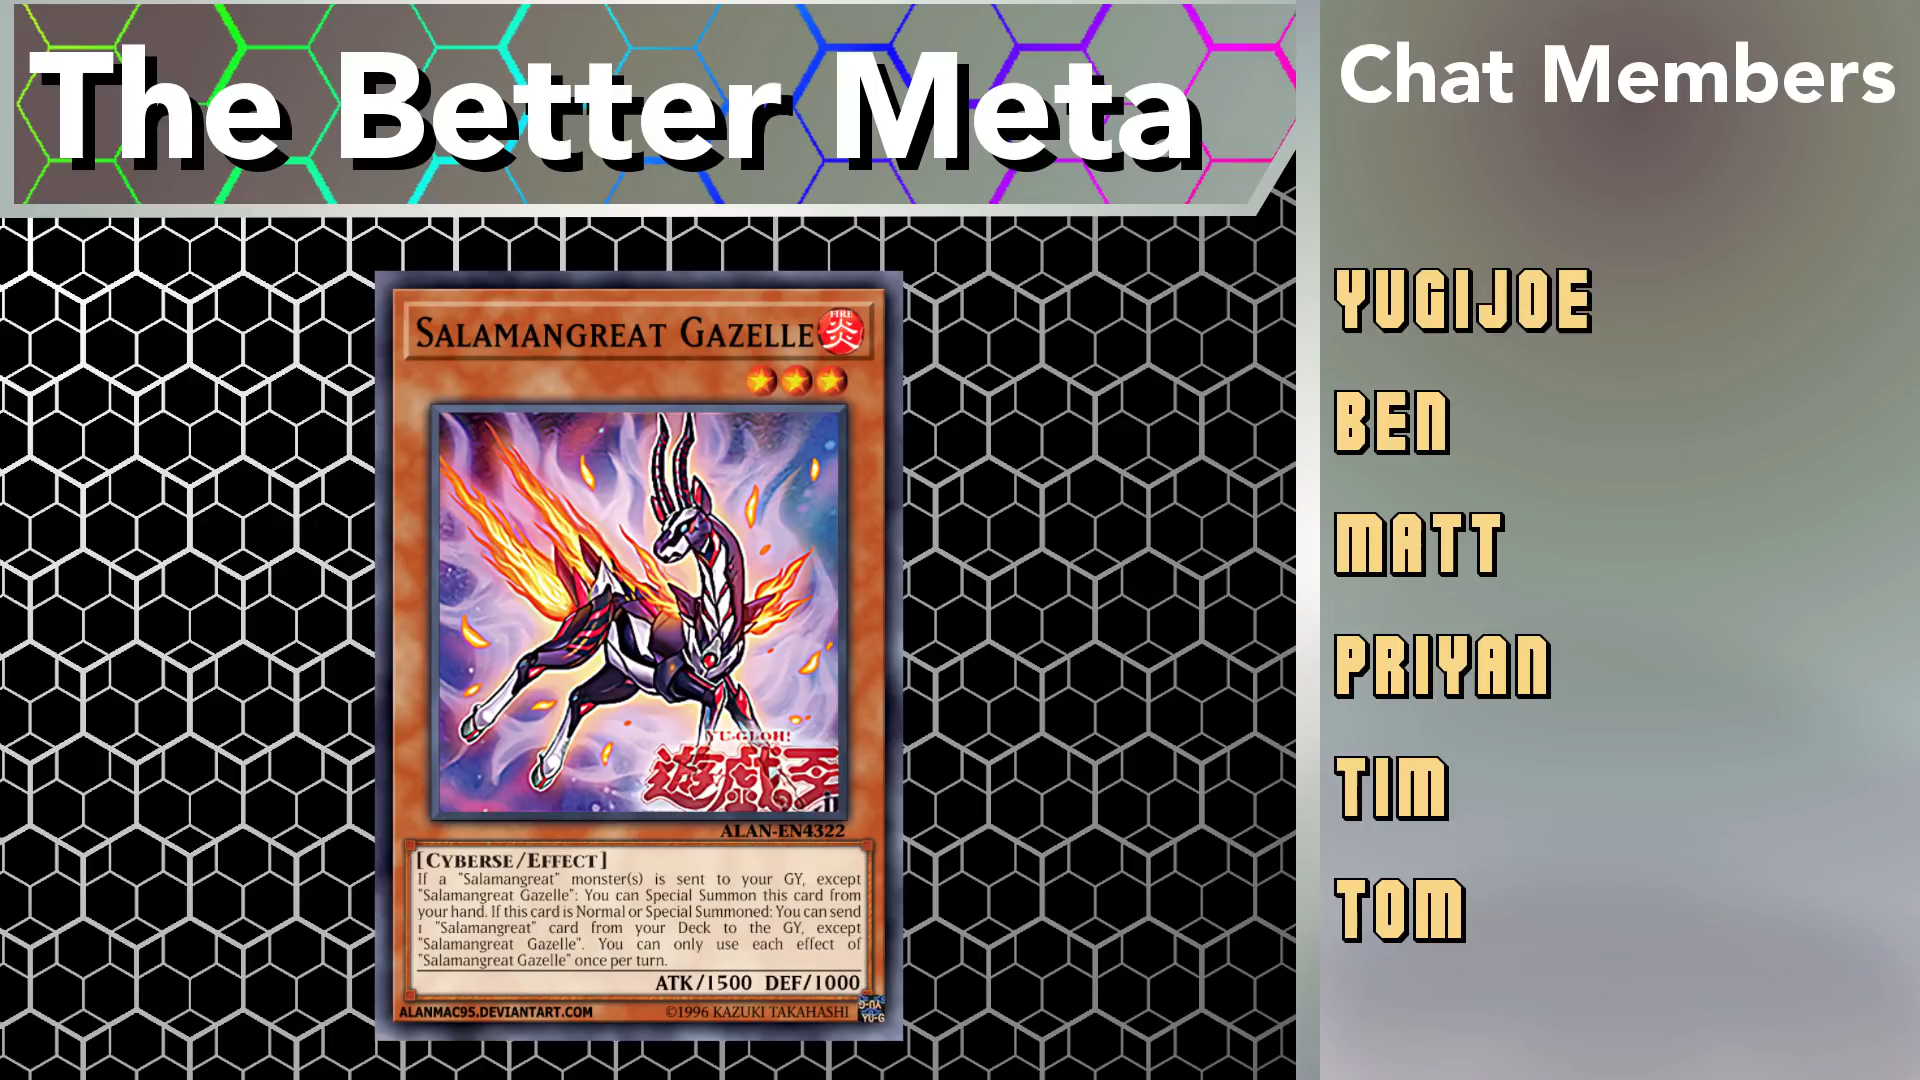 The Better Meta
Chat Members
YUGIJOE
BEN
MATT
PRIYAN
TIM
TOM
SALAMANGREAT GAZELLE
FIRE
炎
YU-GI-OH!
遊戯王
ALAN-EN4322
[CYBERSE/EFFECT]
If a "Salamangreat" monster(s) is sent to your GY, except
"Salamangreat Gazelle": You can Special Summon this card from
your hand. If this card is Normal or Special Summoned: You can send
1 "Salamangreat" card from your Deck to the GY, except
"Salamangreat Gazelle". You can only use each effect of
"Salamangreat Gazelle" once per turn.
ATK/1500 DEF/1000
ALANMAC95.DEVIANTART.COM
©1996 KAZUKI TAKAHASHI